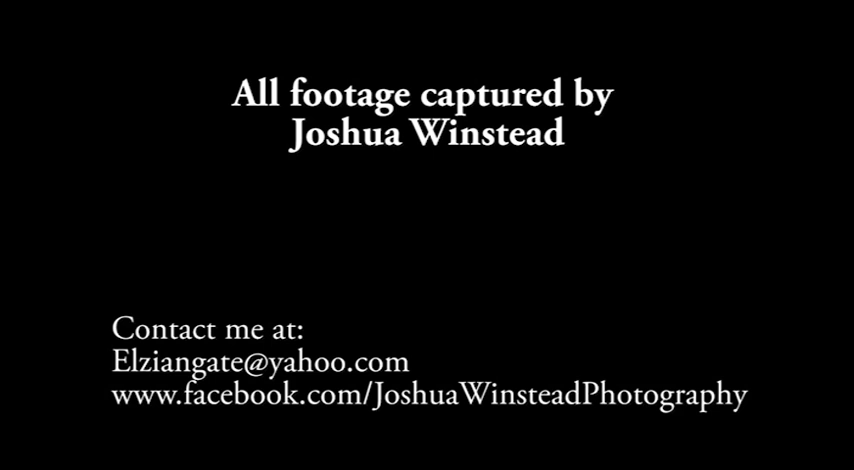 All footage captured by
Joshua Winstead
Contact me at:
Elziangate@yahoo.com
www.facebook.com/JoshuaWinsteadPhotography